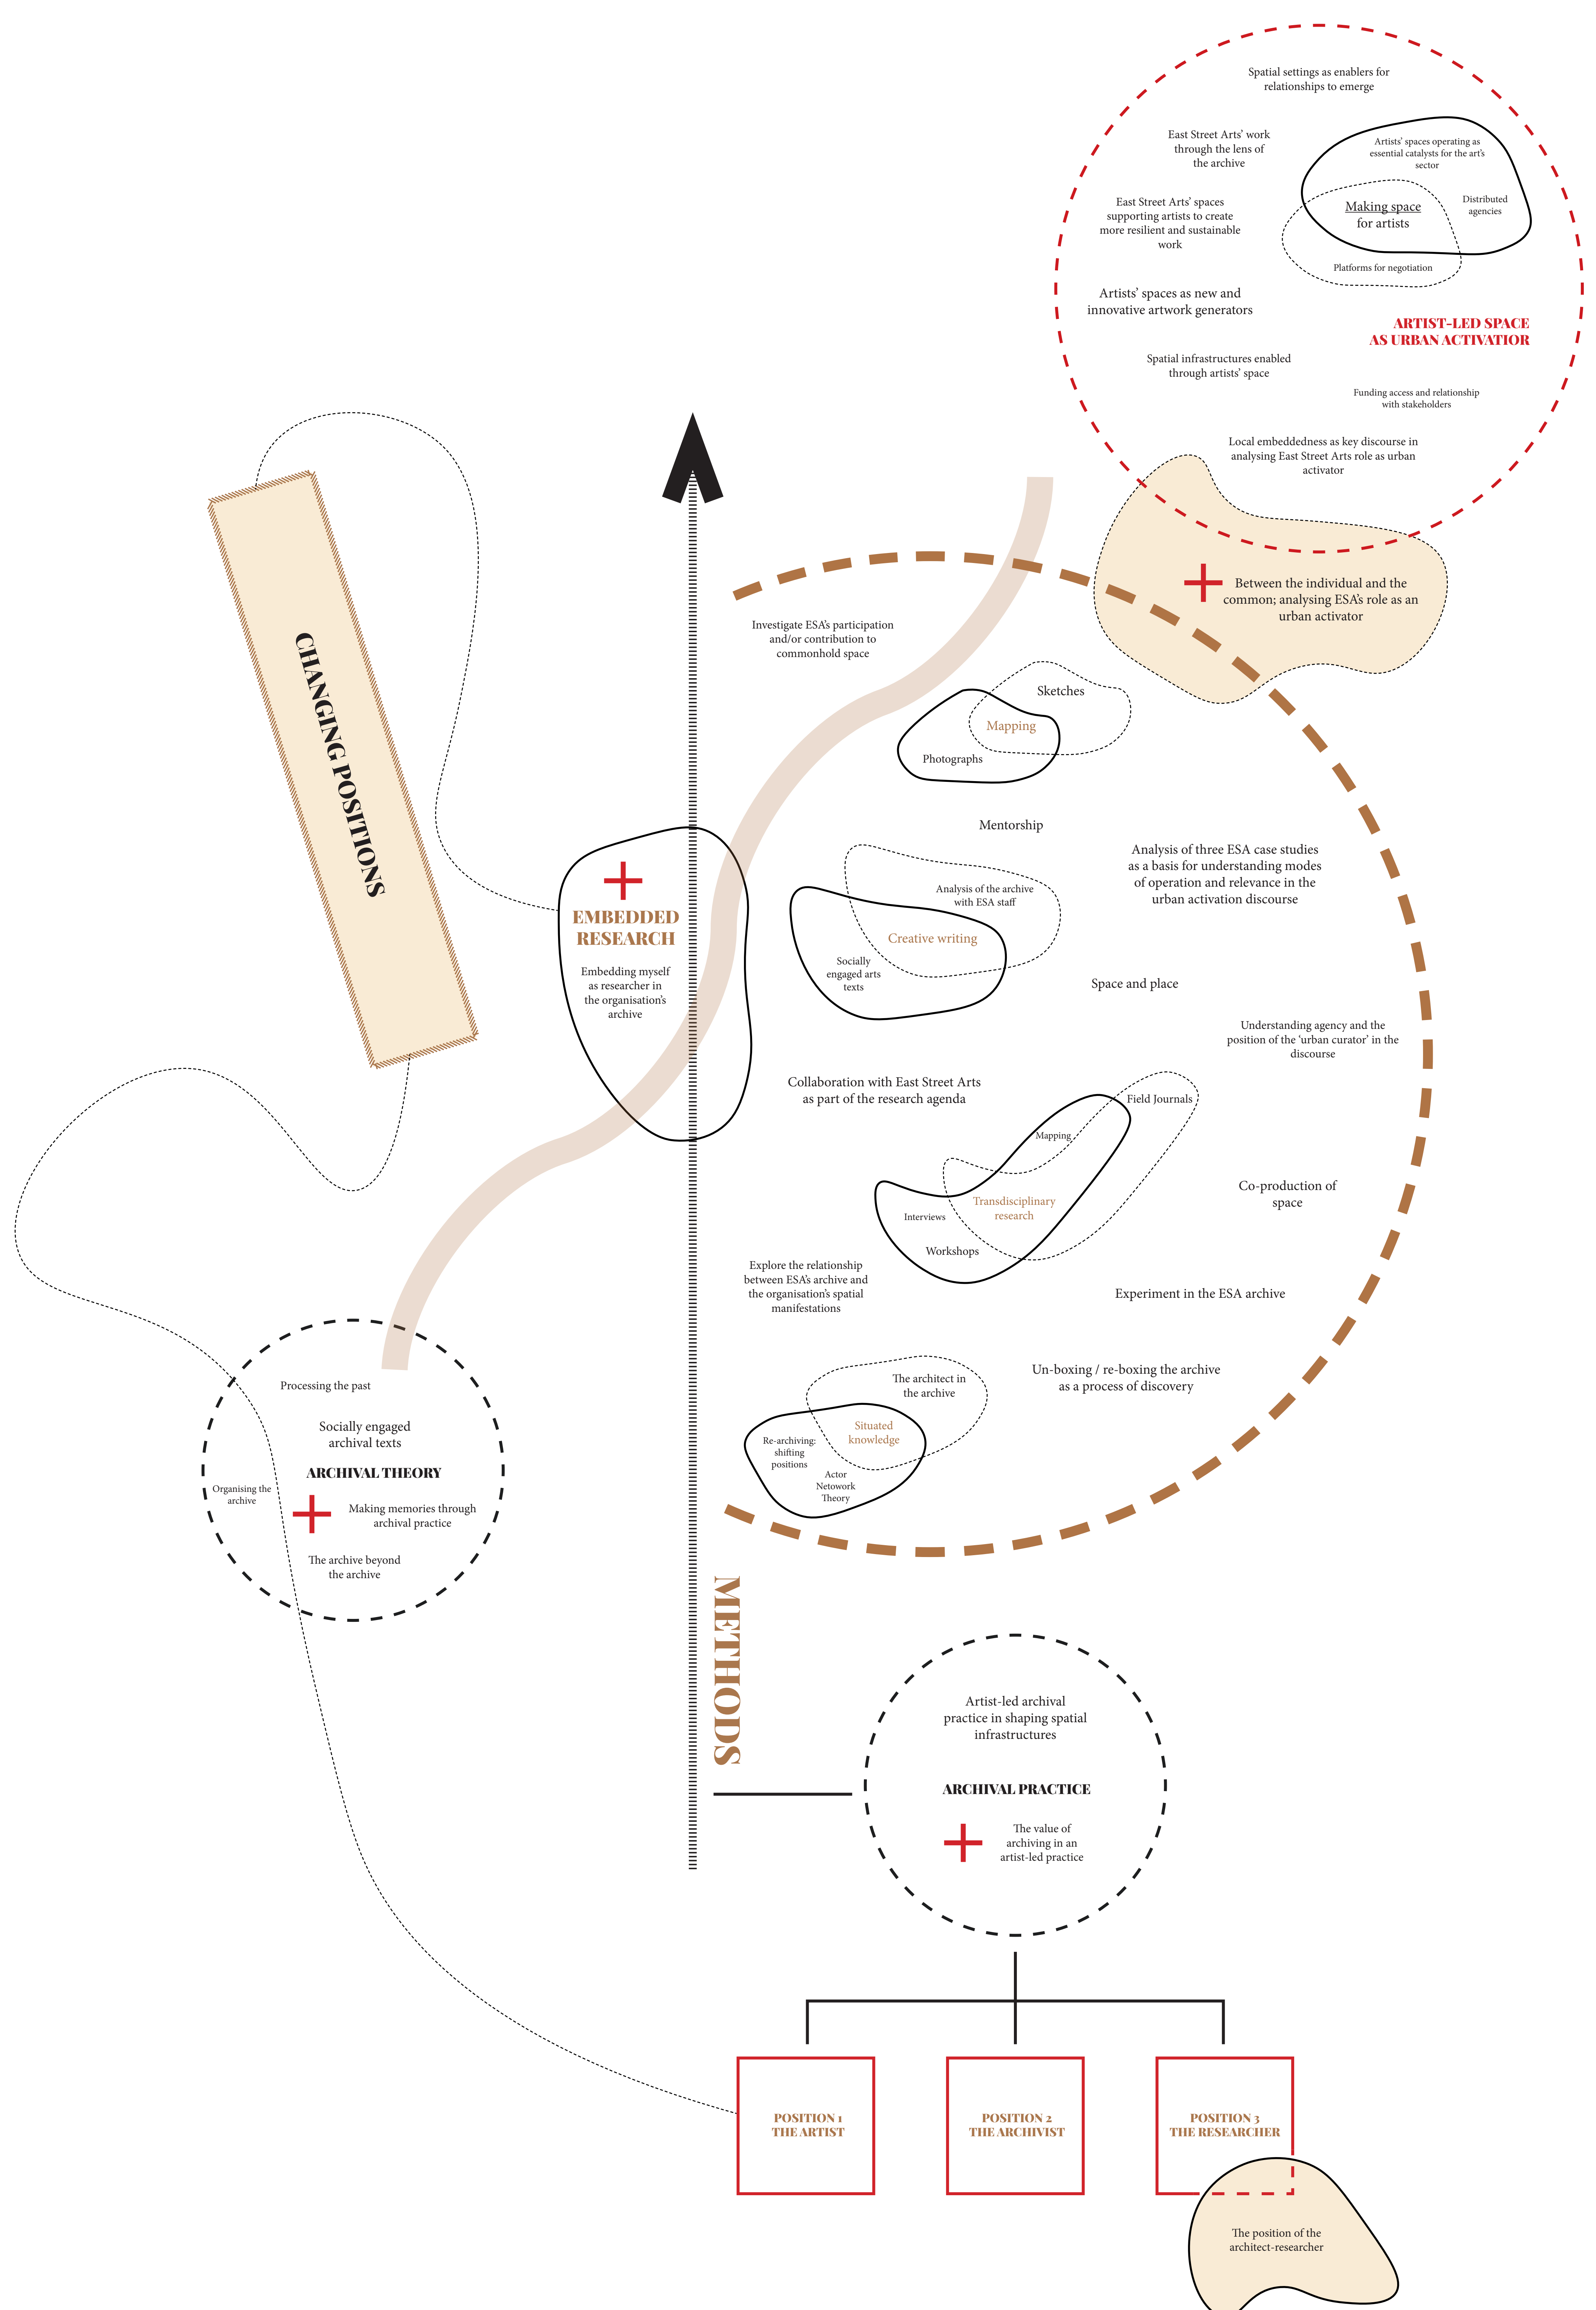 Spatial settings as enablers for
relationships to emerge
East Street Arts' work
through the lens of
the archive
Artists' spaces operating as
essential catalysts for the art's
sector
East Street Arts' spaces
supporting artists to create
more resilient and sustainable
work
Making space
for artists
Distributed
agencies
Platforms for negotiation
Artists' spaces as new and
innovative artwork generators
ARTIST-LED SPACE
AS URBAN ACTIVATIOR
Spatial infrastructures enabled
through artists' space
Funding access and relationship
with stakeholders
Local embeddedness as key discourse in
analysing East Street Arts role as urban
activator
Between the individual and the
common; analysing ESA's role as an
urban activator
CHANGING POSITIONS
Investigate ESA's participation
and/or contribution to
commonhold space
Sketches
Mapping
Photographs
Mentorship
Analysis of three ESA case studies
as a basis for understanding modes
of operation and relevance in the
urban activation discourse
Analysis of the archive
with ESA staff
Creative writing
Socially
engaged arts
texts
EMBEDDED
RESEARCH
Embedding myself
as researcher in
the organisation's
archive
Space and place
Understanding agency and the
position of the 'urban curator' in the
discourse
Collaboration with East Street Arts
as part of the research agenda
Field Journals
Mapping
Transdisciplinary
research
Interviews
Workshops
Co-production of
space
Explore the relationship
between ESA's archive and
the organisation's spatial
manifestations
Experiment in the ESA archive
Un-boxing / re-boxing the archive
as a process of discovery
The architect in
the archive
Situated
knowledge
Re-archiving:
shifting
positions
Actor
Netowork
Theory
Processing the past
Socially engaged
archival texts
ARCHIVAL THEORY
Organising the
archive
Making memories through
archival practice
The archive beyond
the archive
METHODS
Artist-led archival
practice in shaping spatial
infrastructures
ARCHIVAL PRACTICE
The value of
archiving in an
artist-led practice
POSITION 1
THE ARTIST
POSITION 2
THE ARCHIVIST
POSITION 3
THE RESEARCHER
The position of the
architect-researcher